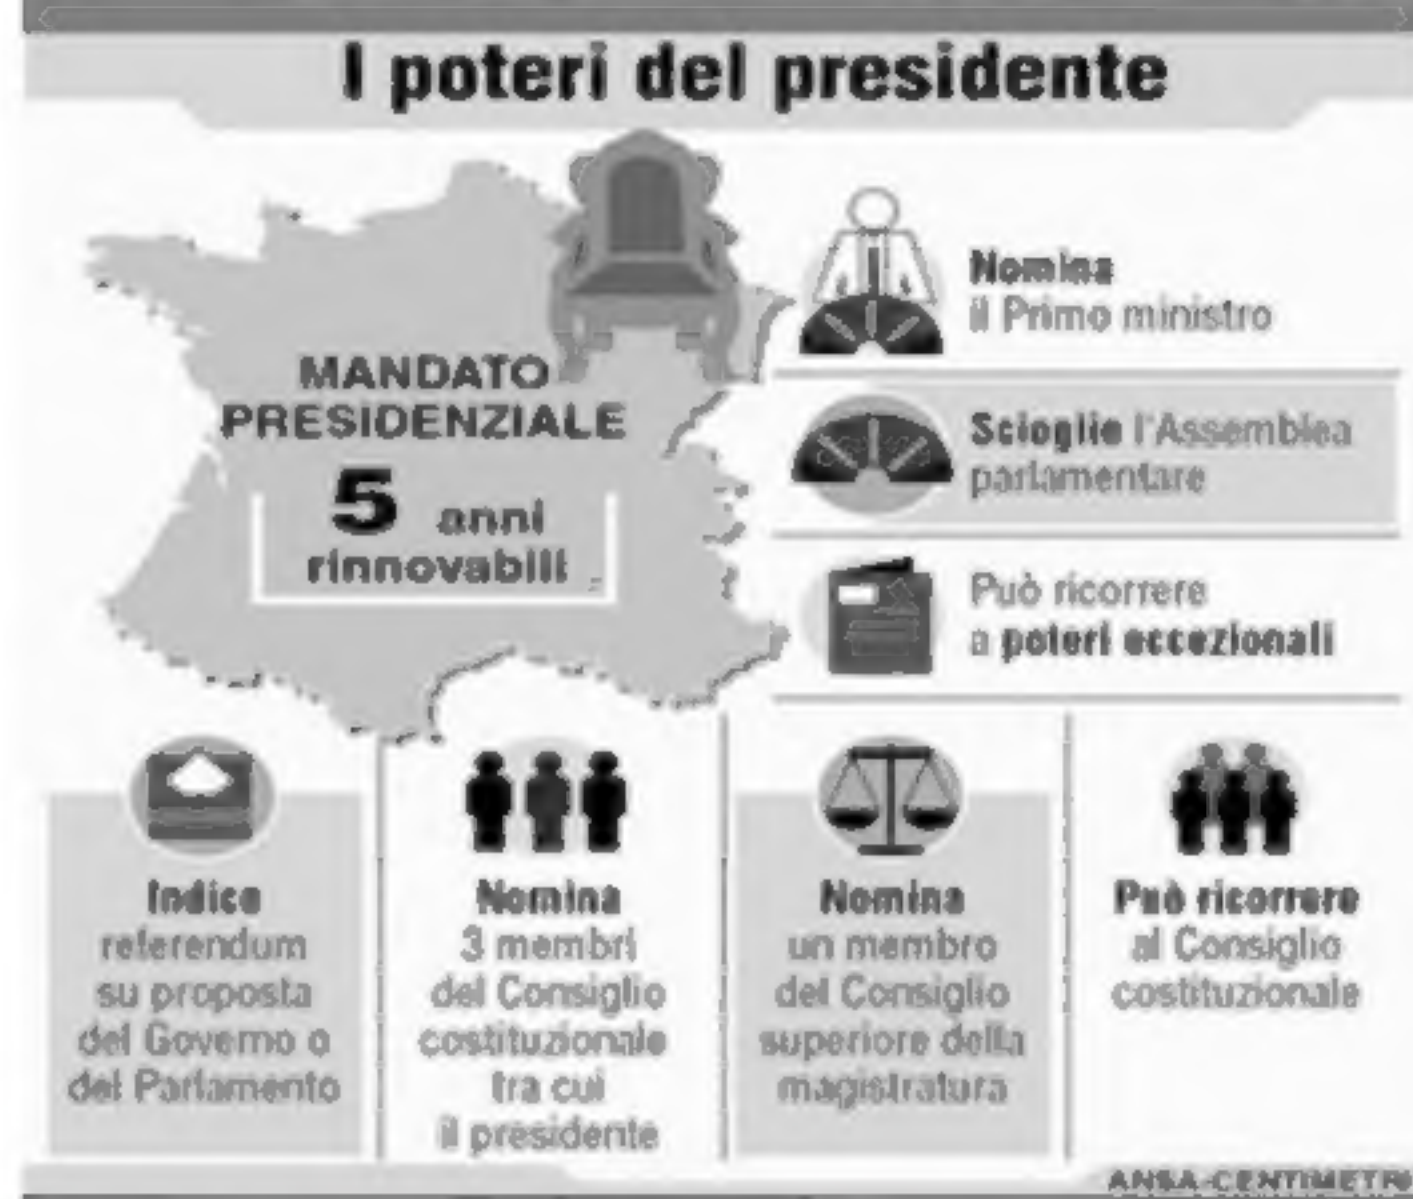 I poteri del presidente
MANDATO
PRESIDENZIALE
5 anni
rinnovabili
Nomina
il Primo ministro
Scioglie l'Assemblea
parlamentare
Può ricorrere
a poteri eccezionali
Indice
referendum
su proposta
del Governo o
del Parlamento
Nomina
3 membri
del Consiglio
costituzionale
tra cui
il presidente
Nomina
un membro
del Consiglio
superiore della
magistratura
Può ricorrere
al Consiglio
costituzionale
ANSA-CENTIMETRI